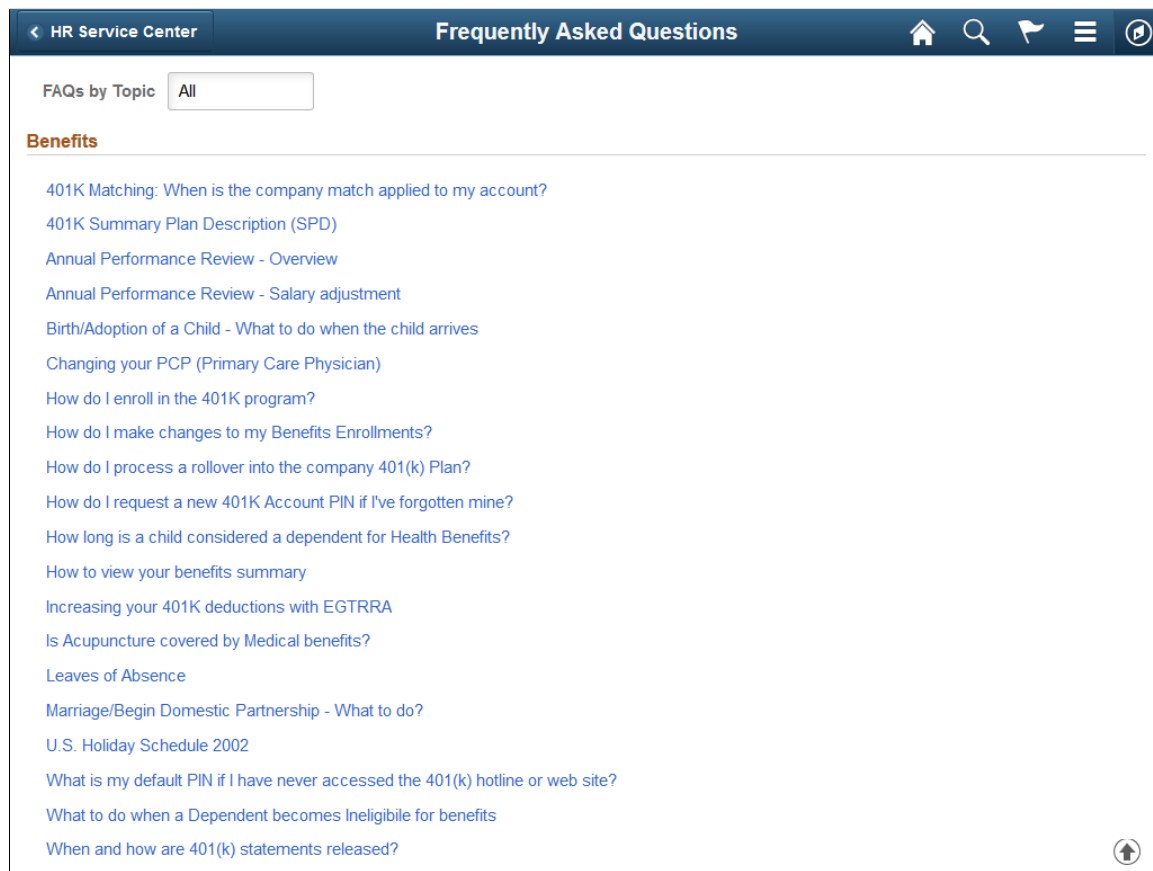 HR Service Center
Frequently Asked Questions
FAQs by Topic All
Benefits
401K Matching: When is the company match applied to my account?
401K Summary Plan Description (SPD)
Annual Performance Review - Overview
Annual Performance Review - Salary adjustment
Birth/Adoption of a Child - What to do when the child arrives
Changing your PCP (Primary Care Physician)
How do I enroll in the 401K program?
How do I make changes to my Benefits Enrollments?
How do I process a rollover into the company 401(k) Plan?
How do I request a new 401K Account PIN if I've forgotten mine?
How long is a child considered a dependent for Health Benefits?
How to view your benefits summary
Increasing your 401K deductions with EGTRRA
Is Acupuncture covered by Medical benefits?
Leaves of Absence
Marriage/Begin Domestic Partnership - What to do?
U.S. Holiday Schedule 2002
What is my default PIN if I have never accessed the 401(k) hotline or web site?
What to do when a Dependent becomes Ineligibile for benefits
When and how are 401(k) statements released?